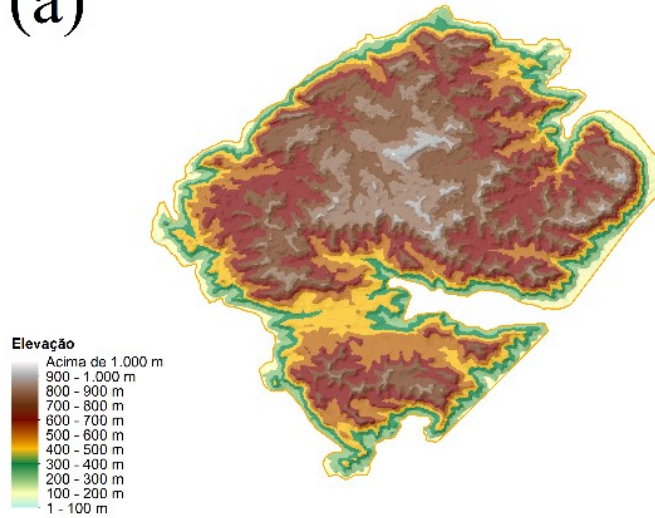 (a)
Elevação
Acima de 1.000 m
900 - 1.000 m
800 - 900 m
700 - 800 m
600 - 700 m
500 - 600 m
400 - 500 m
300 - 400 m
200 - 300 m
100 - 200 m
1 - 100 m